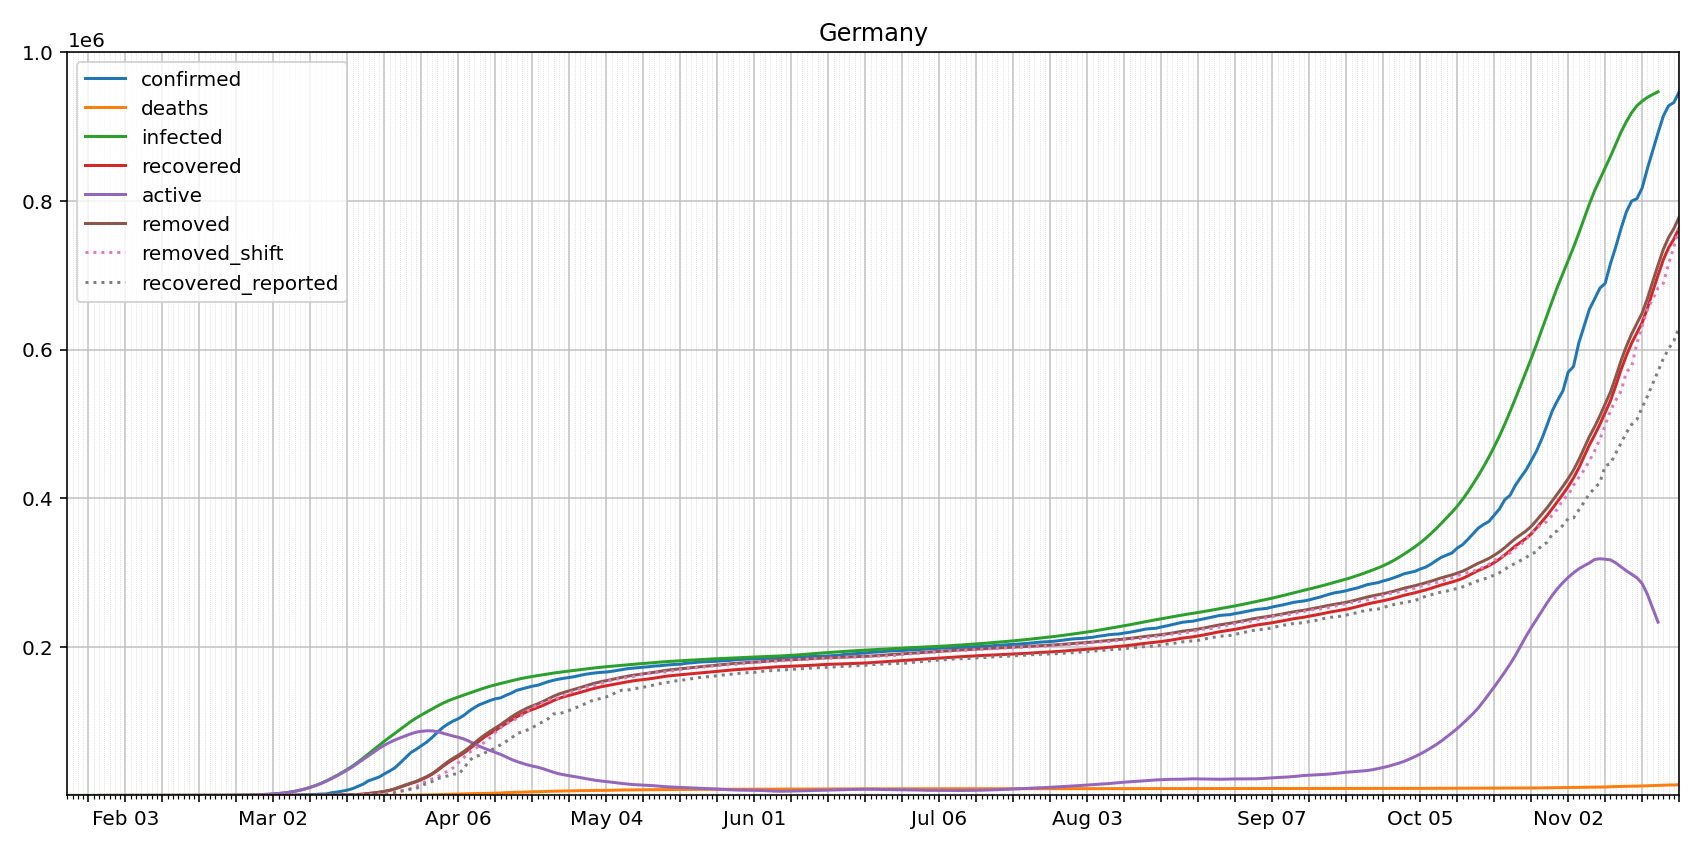 Germany
1e6
1.0
0.8
0.6
0.4
0.2
confirmed
deaths
infected
recovered
active
removed
removed_shift
recovered_reported
Feb 03 Mar 02 Apr 06 May 04 Jun 01 Jul 06 Aug 03 Sep 07 Oct 05 Nov 02